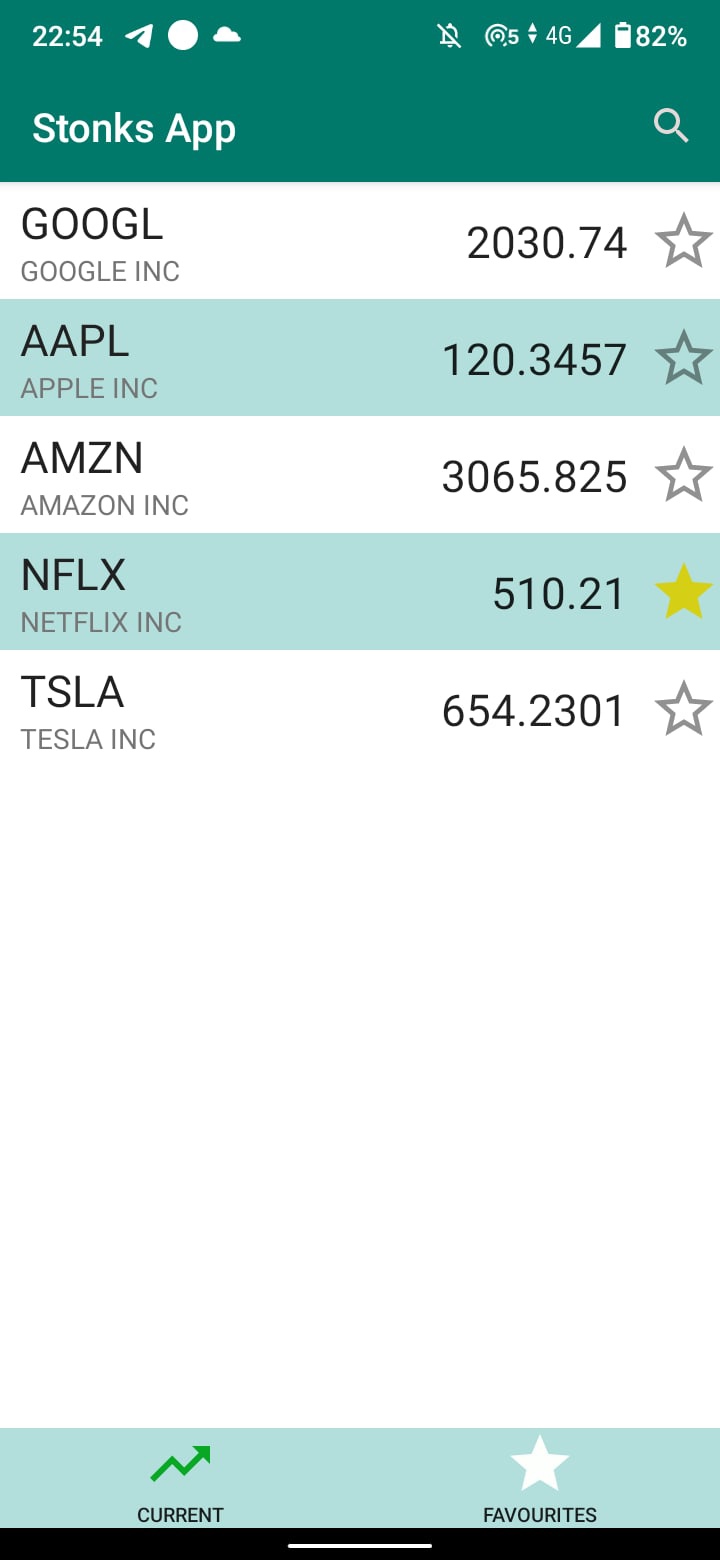 22:54 5 4G 82%
Stonks App
GOOGL
GOOGLE INC
2030.74
AAPL
APPLE INC
120.3457
AMZN
AMAZON INC
3065.825
NFLX
NETFLIX INC
510.21
TSLA
TESLA INC
654.2301
CURRENT
FAVOURITES